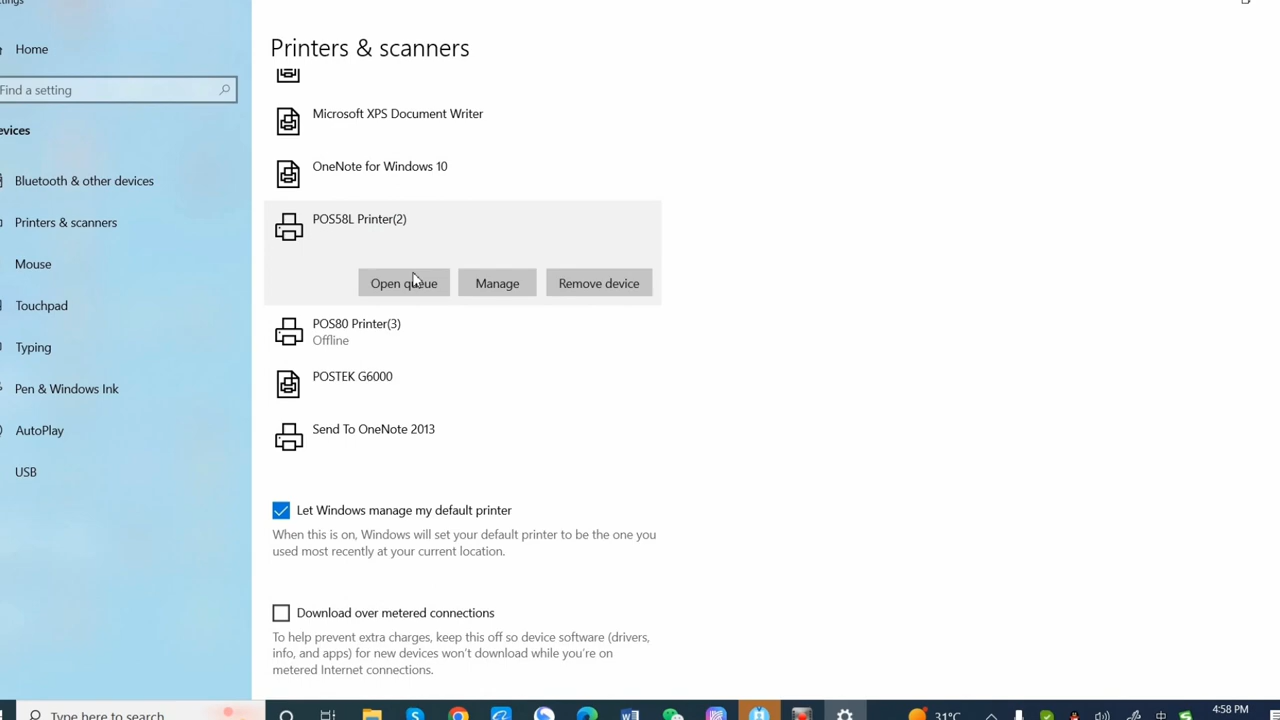 Home
Find a setting
Printers & scanners
Bluetooth & other devices
Printers & scanners
Mouse
Touchpad
Typing
Pen & Windows Ink
AutoPlay
USB
Microsoft XPS Document Writer
OneNote for Windows 10
POS58L Printer(2)
Open queue
Manage
Remove device
POS80 Printer(3)
Offline
POSTEK G6000
Send To OneNote 2013
Let Windows manage my default printer
When this is on, Windows will set your default printer to be the one you
used most recently at your current location.
Download over metered connections
To help prevent extra charges, keep this off so device software (drivers,
info, and apps) for new devices won't download while you're on
metered Internet connections.
Type here to search
31°C
4:58 PM